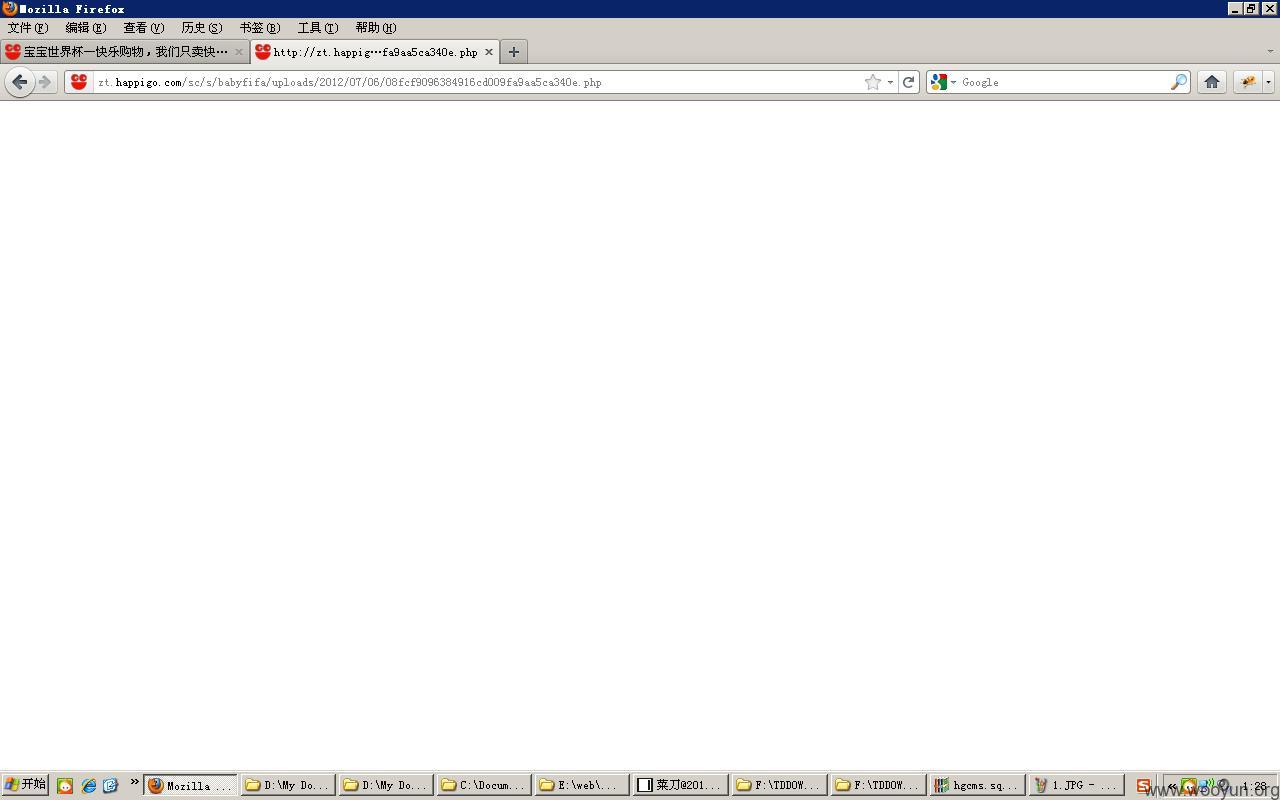 Mozilla Firefox
文件(F) 编辑(E) 查看(V) 历史(S) 书签(B) 工具(T) 帮助(H)
宝宝世界杯—快乐购物，我们只卖快… http://zt.happig…fa9aa5ca340e.php
zt.happigo.com/sc/s/babyfifa/uploads/2012/07/06/08fcf9096384916cd009fa9aa5ca340e.php Google
开始 » Mozilla ... D:\My Do... D:\My Do... C:\Docum... E:\web\... 菜刀@201... F:\TDDOW... F:\TDDOW... hgcms.sq... 1.JPG - ... « 1:28
www.wooyun.org